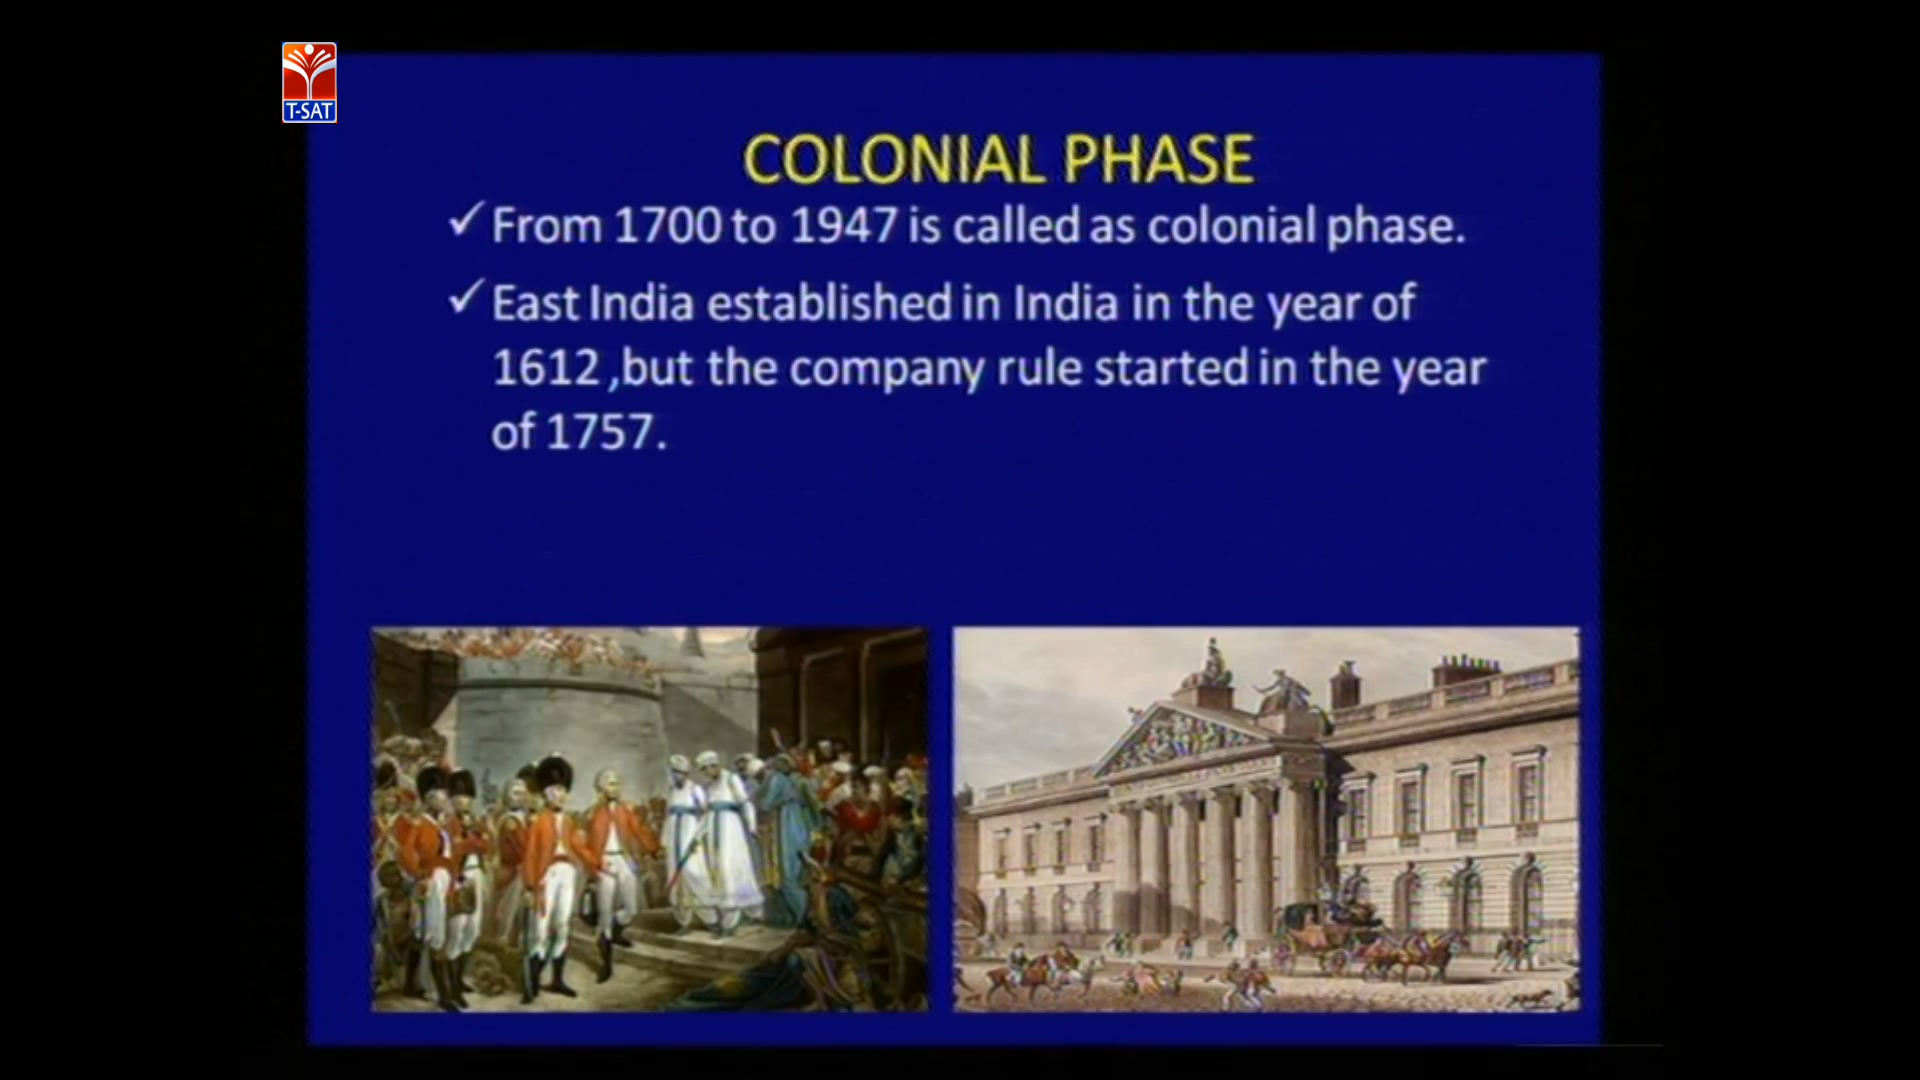 T-SAT
COLONIAL PHASE
✓ From 1700 to 1947 is called as colonial phase.
✓ East India established in India in the year of
1612 ,but the company rule started in the year
of 1757.